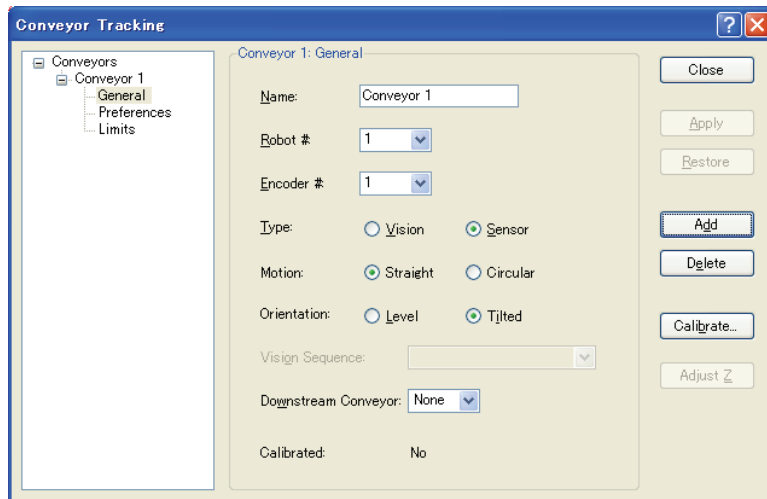 Conveyor Tracking
Conveyors
Conveyor 1
General
Preferences
Limits
Conveyor 1: General
Name: Conveyor 1
Robot # 1
Encoder # 1
Type: Vision Sensor
Motion: Straight Circular
Orientation: Level Tilted
Vision Sequence:
Downstream Conveyor: None
Calibrated: No
Close
Apply
Restore
Add
Delete
Calibrate...
Adjust Z